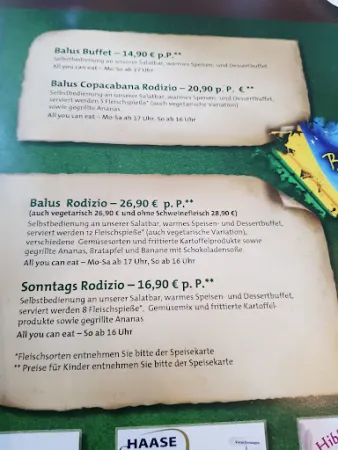 Balus Buffet – 14,90 € p.P.**
Selbstbedienung an unserer Salatbar, warmes Speisen- und Dessertbuffet
All you can eat – Mo-So ab 17 Uhr
Balus Copacabana Rodizio – 20,90 p. P. €**
Selbstbedienung an unserer Salatbar, warmes Speisen- und Dessertbuffet,
serviert werden 5 Fleischspieße* (auch vegetarische Variation)
sowie gegrillte Ananas
All you can eat – Mo-Sa ab 17 Uhr, So ab 16 Uhr
Balus Rodizio – 26,90 € p. P.**
(auch vegetarisch 26,90 € und ohne Schweinefleisch 28,90 €)
Selbstbedienung an unserer Salatbar, warmes Speisen- und Dessertbuffet,
serviert werden 12 Fleischspieße* (auch vegetarische Variation),
verschiedene Gemüsesorten und frittierte Kartoffelprodukte sowie
gegrillte Ananas, Bratapfel und Banane mit Schokoladensoße.
All you can eat – Mo-Sa ab 17 Uhr, So ab 16 Uhr
Sonntags Rodizio – 16,90 € p. P.**
Selbstbedienung an unserer Salatbar, warmes Speisen- und Dessertbuffet,
serviert werden 8 Fleischspieße*, Gemüsemix und frittierte Kartoffel-
produkte sowie gegrillte Ananas
All you can eat – So ab 16 Uhr
*Fleischsorten entnehmen Sie bitte der Speisekarte
** Preise für Kinder entnehmen Sie bitte der Speisekarte
HAASE